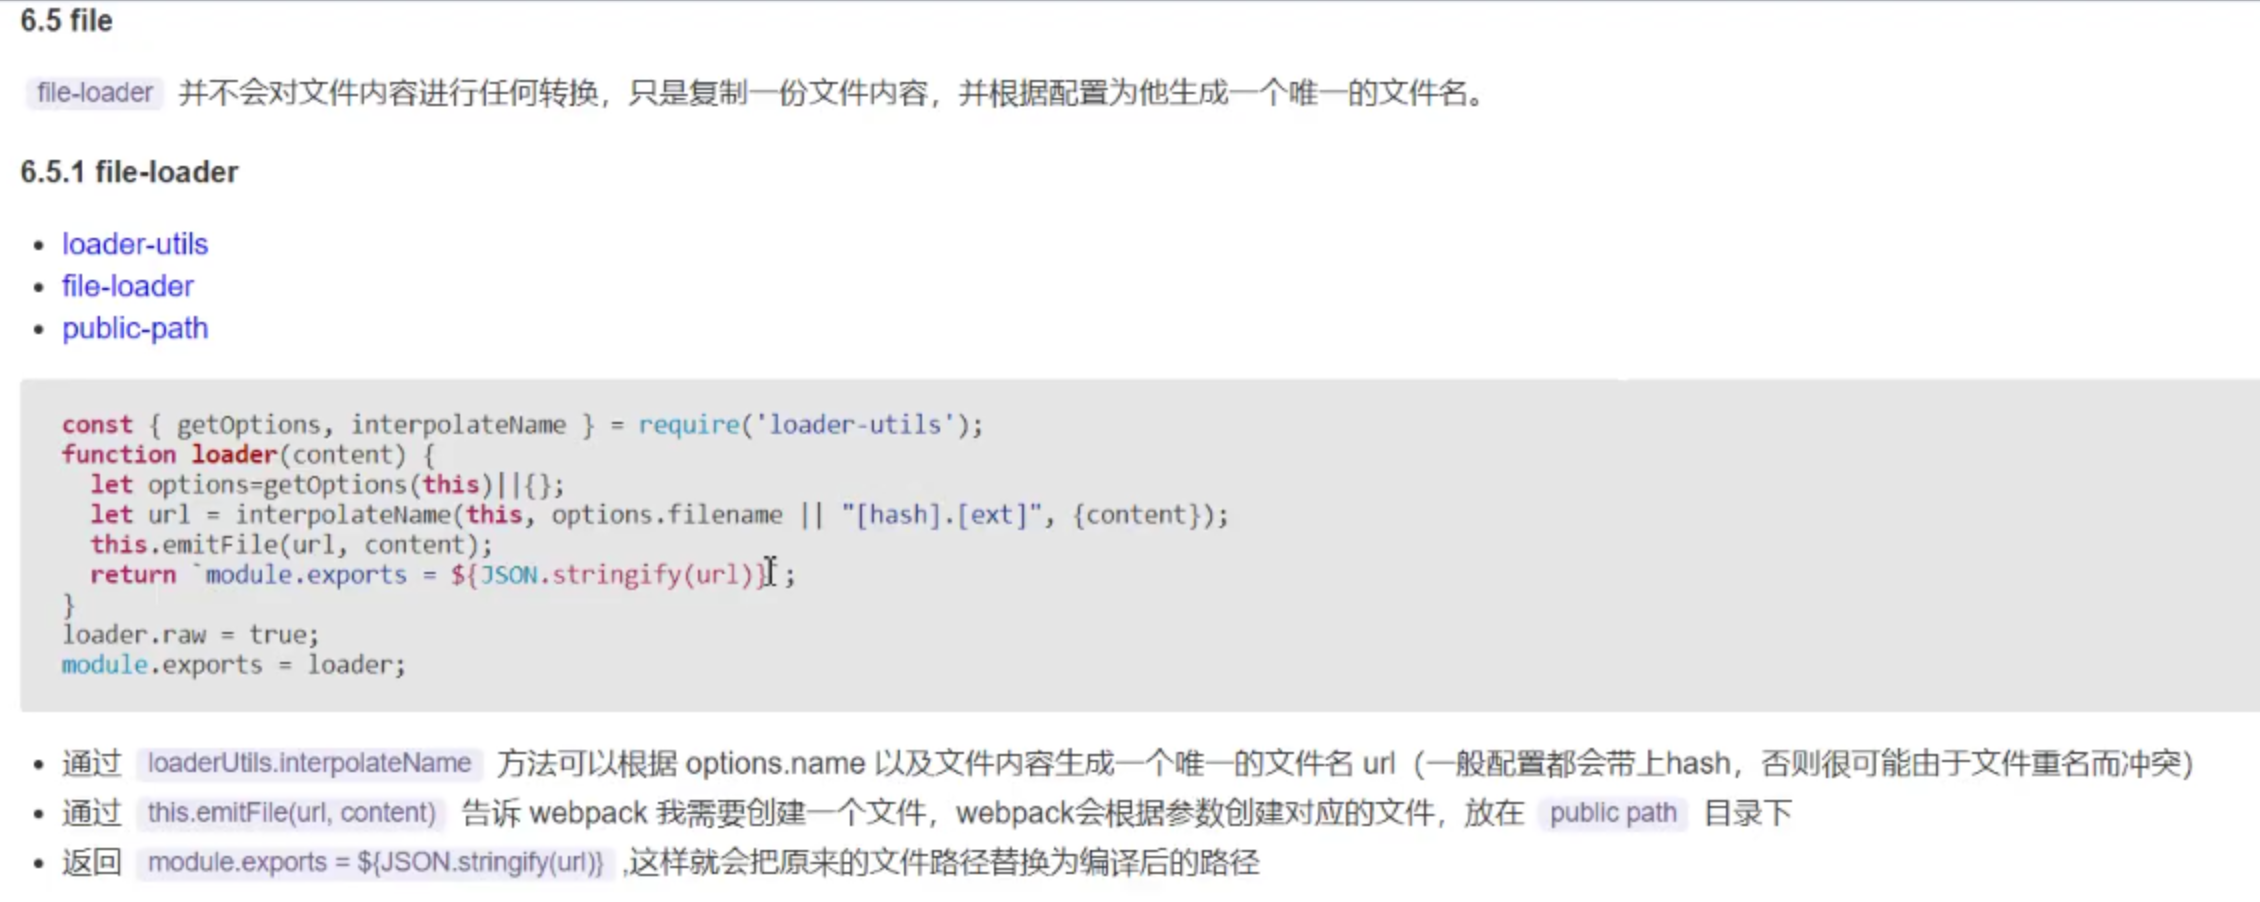 6.5 file
file-loader 并不会对文件内容进行任何转换，只是复制一份文件内容，并根据配置为他生成一个唯一的文件名。
6.5.1 file-loader
• loader-utils
• file-loader
• public-path
const { getOptions, interpolateName } = require('loader-utils');
function loader(content) {
  let options=getOptions(this)||{};
  let url = interpolateName(this, options.filename || "[hash].[ext]", {content});
  this.emitFile(url, content);
  return `module.exports = ${JSON.stringify(url)}`;
}
loader.raw = true;
module.exports = loader;
• 通过 loaderUtils.interpolateName 方法可以根据 options.name 以及文件内容生成一个唯一的文件名 url（一般配置都会带上hash，否则很可能由于文件重名而冲突）
• 通过 this.emitFile(url, content) 告诉 webpack 我需要创建一个文件，webpack会根据参数创建对应的文件，放在 public path 目录下
• 返回 module.exports = ${JSON.stringify(url)} ,这样就会把原来的文件路径替换为编译后的路径